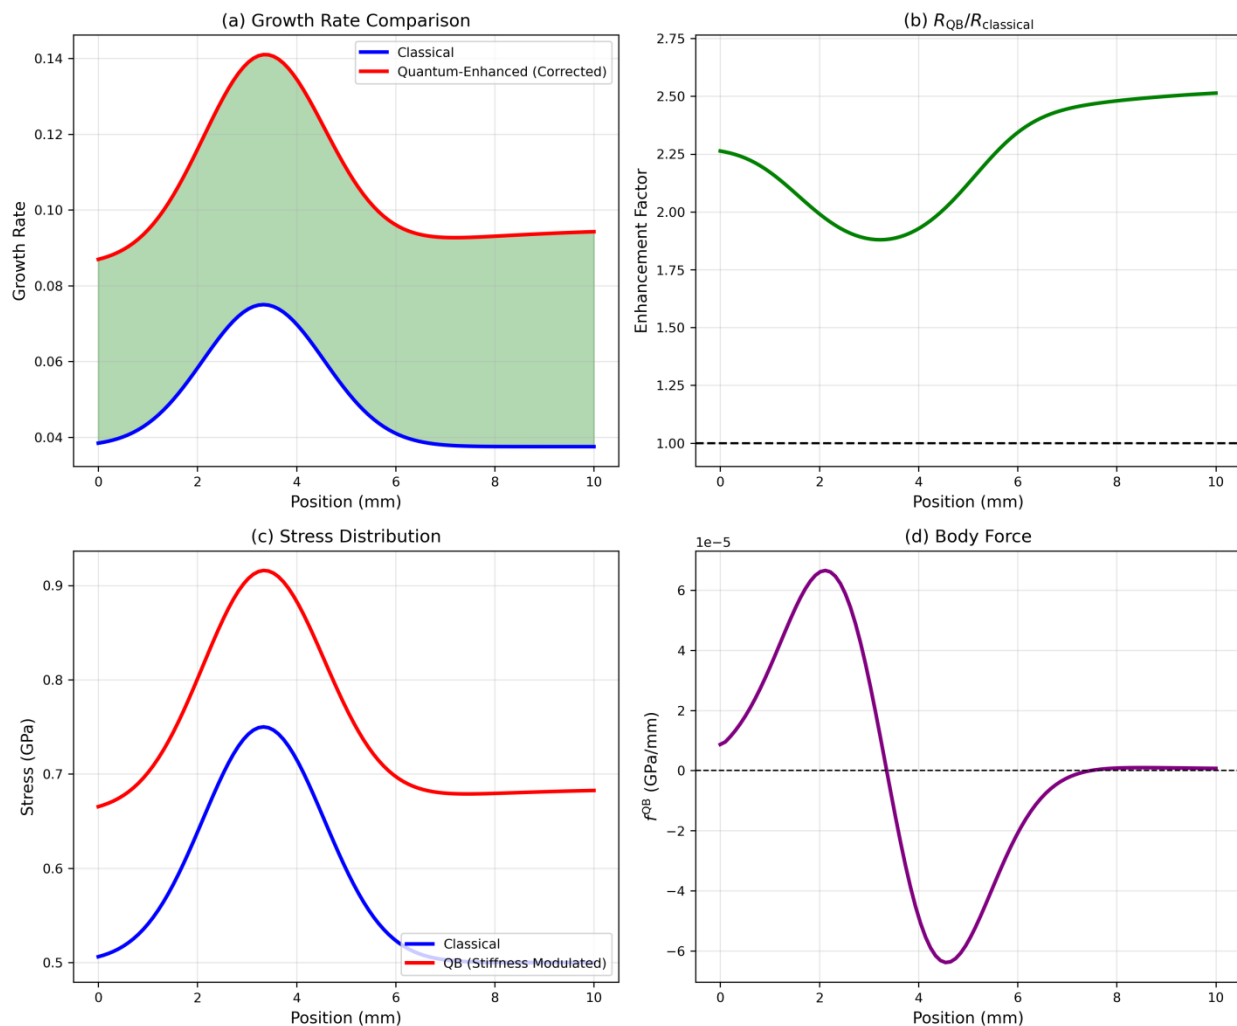 (a) Growth Rate Comparison
Growth Rate
0.14
0.12
0.10
0.08
0.06
0.04
Classical
Quantum-Enhanced (Corrected)
0 2 4 6 8 10
Position (mm)
(b) R_QB/R_classical
Enhancement Factor
2.75
2.50
2.25
2.00
1.75
1.50
1.25
1.00
0 2 4 6 8 10
Position (mm)
(c) Stress Distribution
Stress (GPa)
0.9
0.8
0.7
0.6
0.5
Classical
QB (Stiffness Modulated)
0 2 4 6 8 10
Position (mm)
(d) Body Force
1e−5
f^QB (GPa/mm)
6
4
2
0
−2
−4
−6
0 2 4 6 8 10
Position (mm)